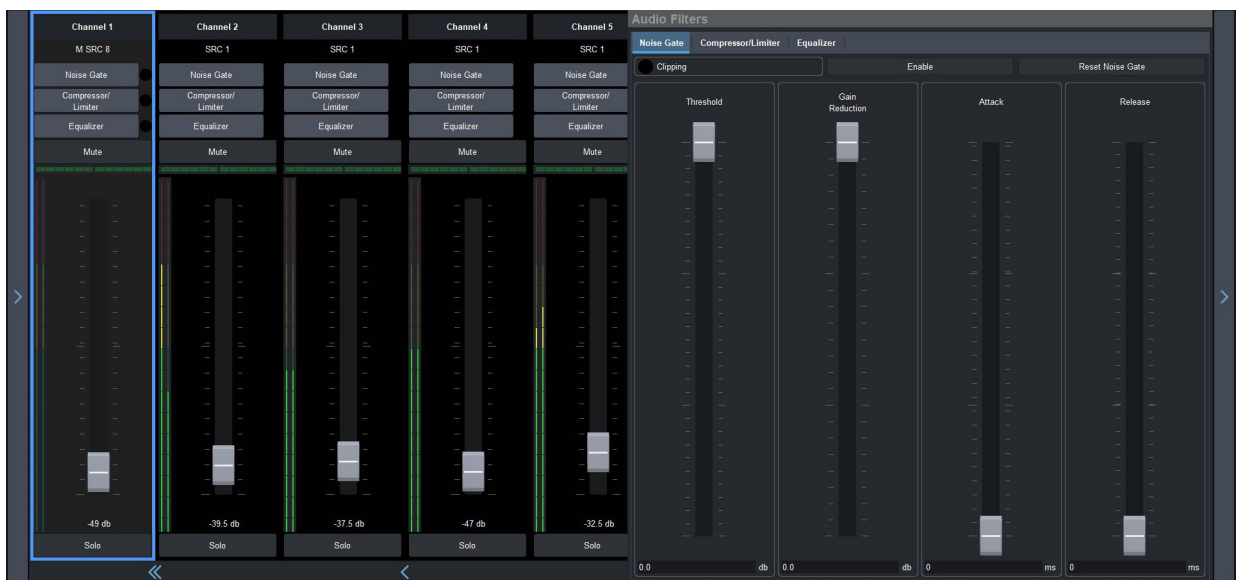 Channel 1
M SRC 8
Noise Gate
Compressor/
Limiter
Equalizer
Mute
-49 db
Solo
Channel 2
SRC 1
Noise Gate
Compressor/
Limiter
Equalizer
Mute
-39.5 db
Solo
Channel 3
SRC 1
Noise Gate
Compressor/
Limiter
Equalizer
Mute
-37.5 db
Solo
Channel 4
SRC 1
Noise Gate
Compressor/
Limiter
Equalizer
Mute
-47 db
Solo
Channel 5
SRC 1
Noise Gate
Compressor/
Limiter
Equalizer
Mute
-32.5 db
Solo
Audio Filters
Noise Gate Compressor/Limiter Equalizer
Clipping Enable Reset Noise Gate
Threshold
0.0 db
Gain
Reduction
0.0 db
Attack
0 ms
Release
0 ms